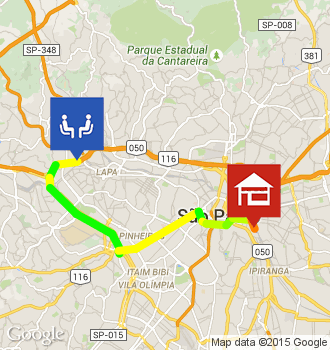 SP-008
SP-348
Parque Estadual
da Cantareira
381
050
116
LAPA
São P
PINHEIROS
050
ITAIM BIBI
IPIRANGA
VILA OLÍMPIA
116
SP-015
Google
Map data ©2015 Google